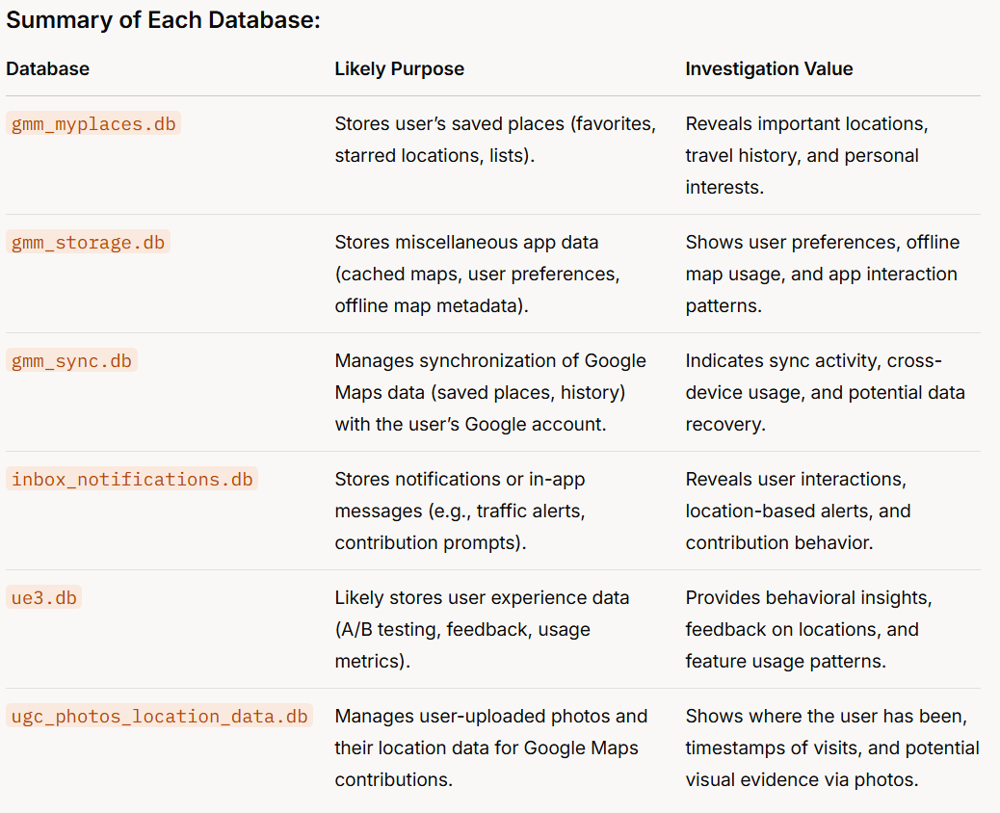 Summary of Each Database:
Database Likely Purpose Investigation Value
gmm_myplaces.db Stores user’s saved places (favorites, Reveals important locations,
starred locations, lists). travel history, and personal
interests.
gmm_storage.db Stores miscellaneous app data Shows user preferences, offline
(cached maps, user preferences, map usage, and app interaction
offline map metadata). patterns.
gmm_sync.db Manages synchronization of Google Indicates sync activity, cross-
Maps data (saved places, history) device usage, and potential data
with the user’s Google account. recovery.
inbox_notifications.db Stores notifications or in-app Reveals user interactions,
messages (e.g., traffic alerts, location-based alerts, and
contribution prompts). contribution behavior.
ue3.db Likely stores user experience data Provides behavioral insights,
(A/B testing, feedback, usage feedback on locations, and
metrics). feature usage patterns.
ugc_photos_location_data.db Manages user-uploaded photos and Shows where the user has been,
their location data for Google Maps timestamps of visits, and potential
contributions. visual evidence via photos.